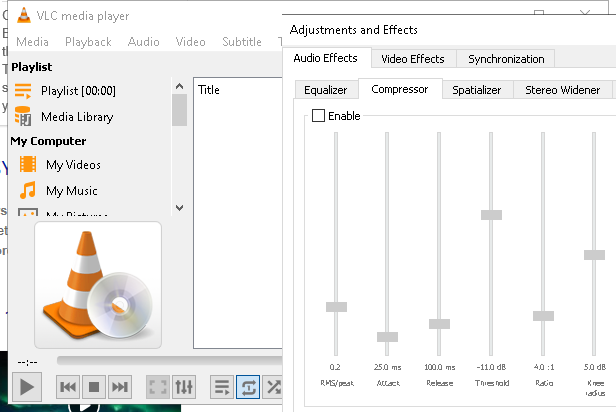 VLC media player
Media Playback Audio Video Subtitle T
Playlist
Playlist [00:00]
Media Library
My Computer
My Videos
My Music
My Pictures
Title
--:--
Adjustments and Effects
Audio Effects Video Effects Synchronization
Equalizer Compressor Spatializer Stereo Widener
Enable
0.2 25.0 ms 100.0 ms -11.0 dB 4.0 :1 5.0 dB
RMS/peak Attack Release Threshold Ratio Knee
radius